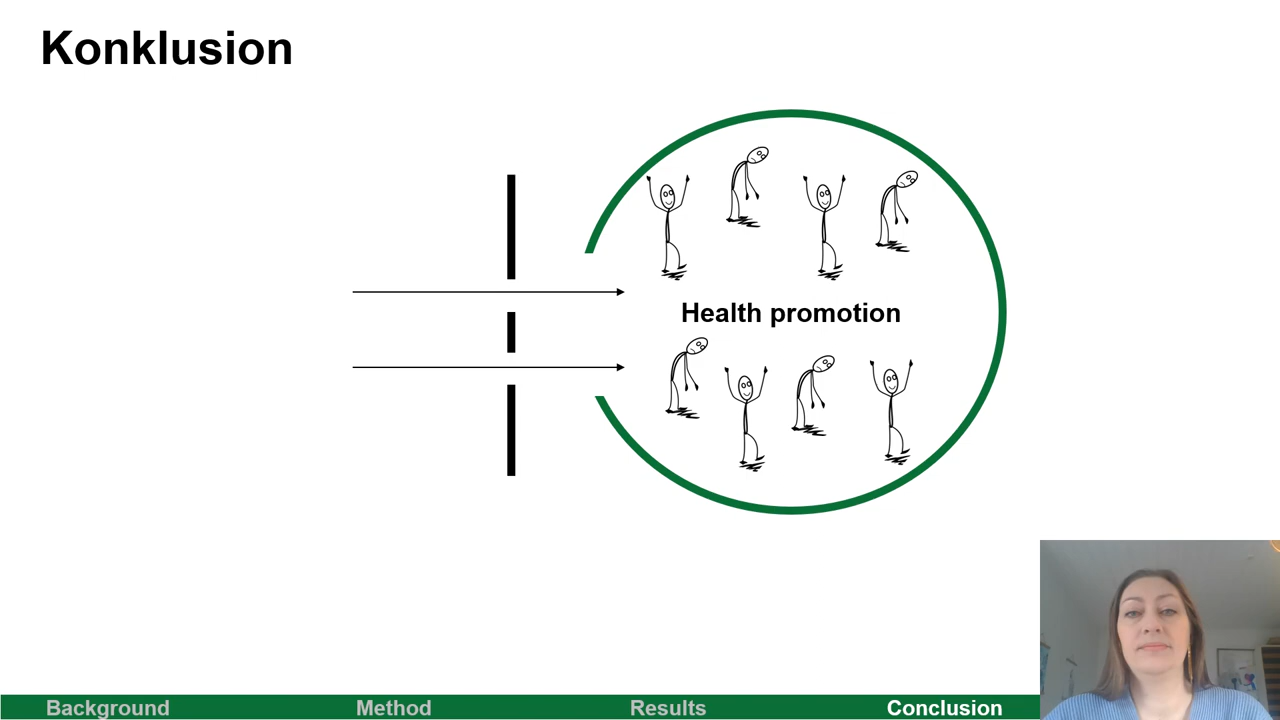 Konklusion
Health promotion
Background Method Results Conclusion